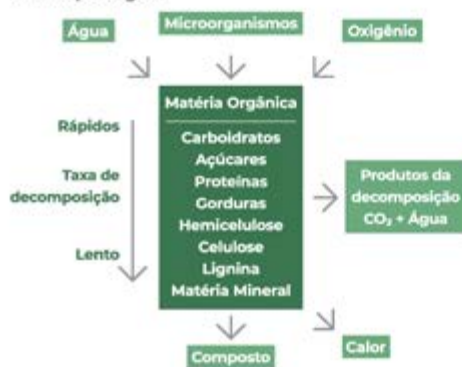 Água
Microorganismos
Oxigênio
Matéria Orgânica
Rápidos
Taxa de
decomposição
Lento
Carboidratos
Açúcares
Proteínas
Gorduras
Hemicelulose
Celulose
Lignina
Matéria Mineral
Produtos da
decomposição
CO₂ + Água
Composto
Calor